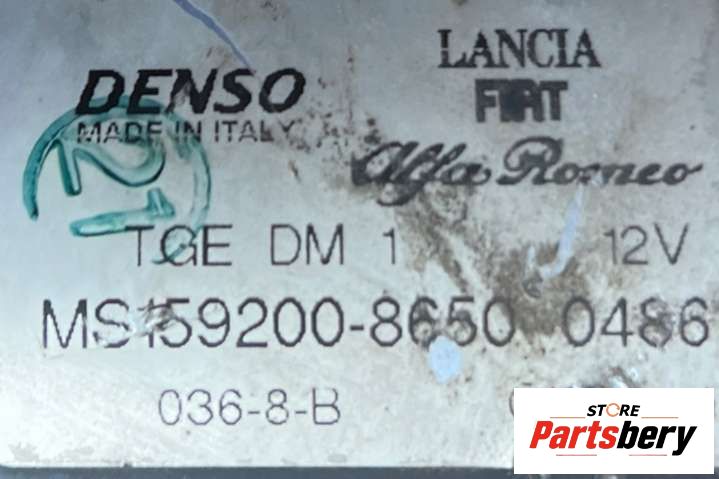 DENSO
MADE IN ITALY
LANCIA
FIAT
Alfa Romeo
12
TGE DM 1 12V
MS159200-8650 0486
036-8-B
STORE
Partsbery